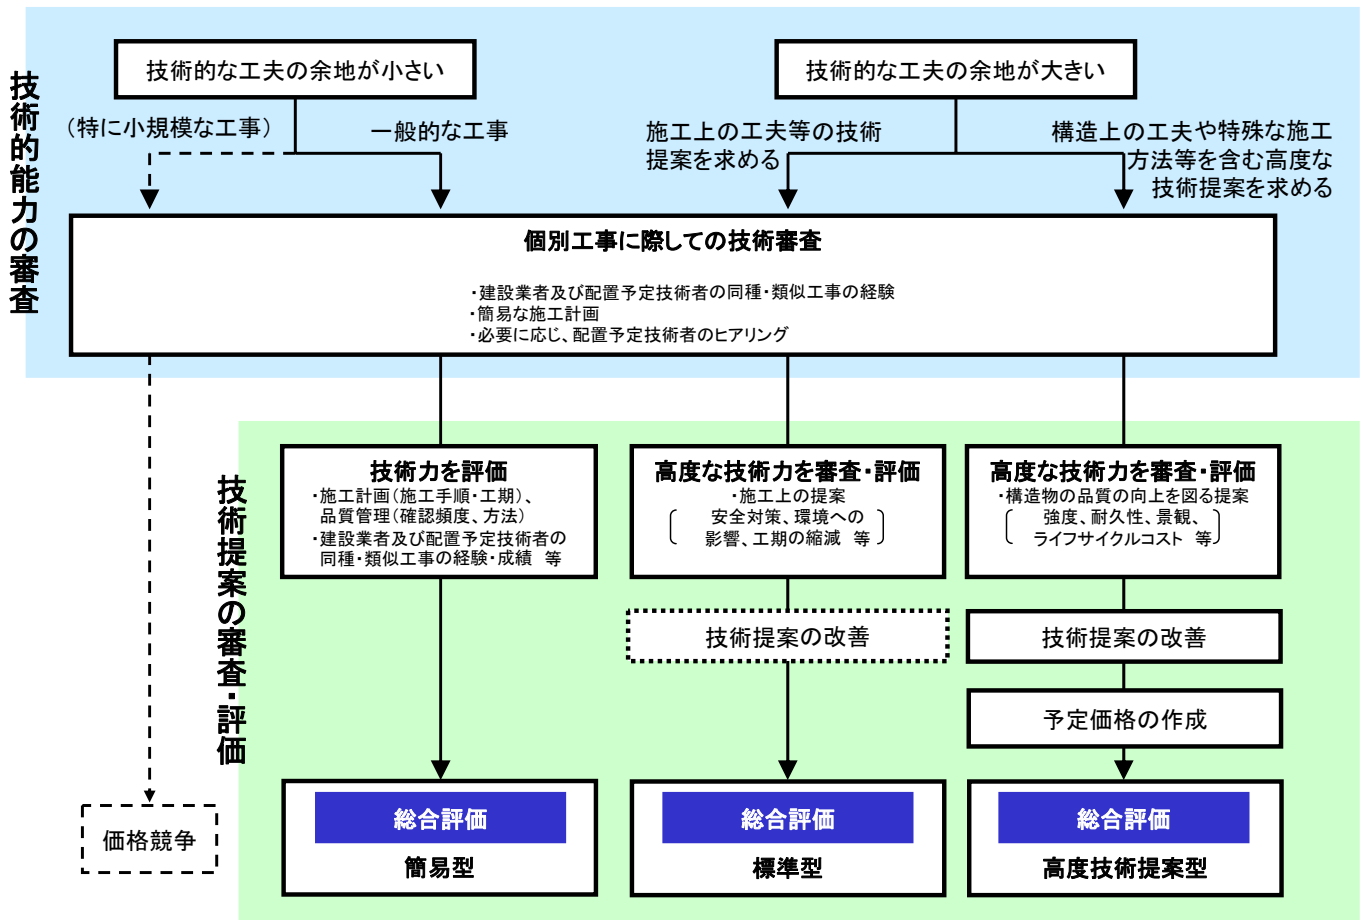 技術的能力の審査
技術的な工夫の余地が小さい
技術的な工夫の余地が大きい
（特に小規模な工事）
一般的な工事
施工上の工夫等の技術
提案を求める
構造上の工夫や特殊な施工
方法等を含む高度な
技術提案を求める
個別工事に際しての技術審査
・建設業者及び配置予定技術者の同種・類似工事の経験
・簡易な施工計画
・必要に応じ、配置予定技術者のヒアリング
技術提案の審査・評価
技術力を評価
・施工計画（施工手順・工期）、
品質管理（確認頻度、方法）
・建設業者及び配置予定技術者の
同種・類似工事の経験・成績 等
高度な技術力を審査・評価
・施工上の提案
安全対策、環境への
影響、工期の縮減 等
高度な技術力を審査・評価
・構造物の品質の向上を図る提案
強度、耐久性、景観、
ライフサイクルコスト 等
技術提案の改善
技術提案の改善
予定価格の作成
価格競争
総合評価
簡易型
総合評価
標準型
総合評価
高度技術提案型